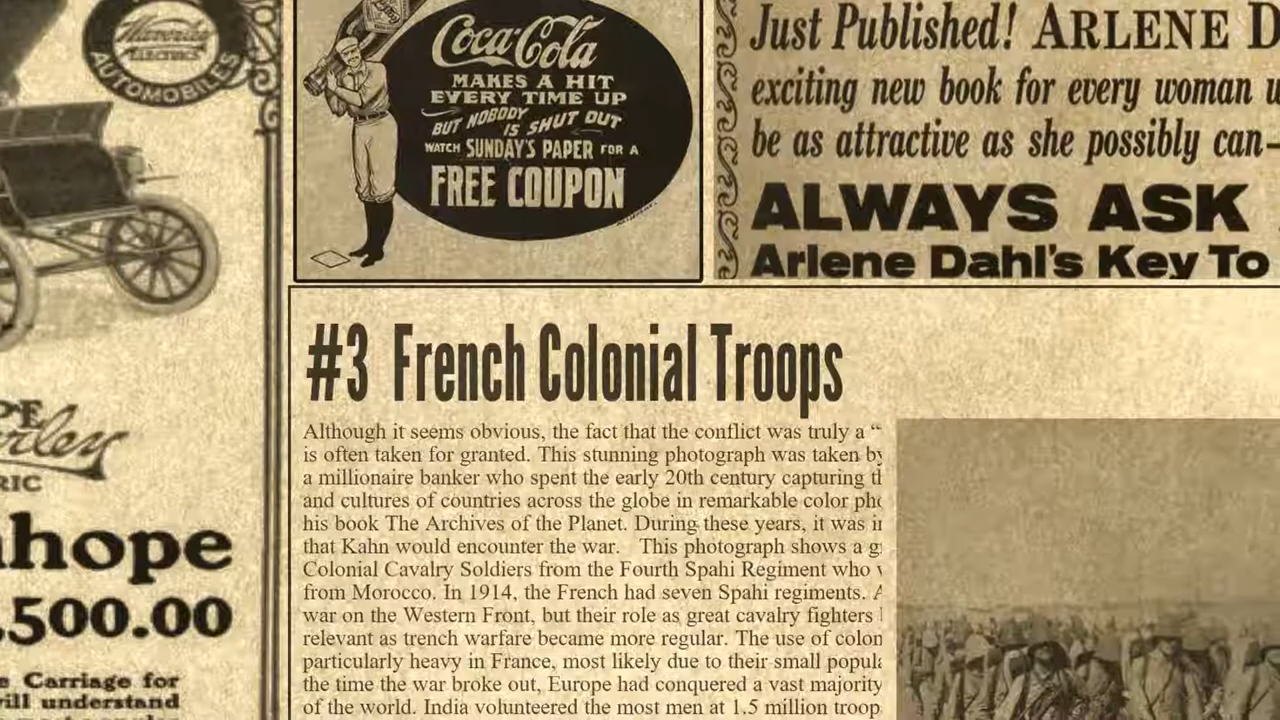 Waverley
ELECTRICS
AUTOMOBILES
RIC
hope
,500.00
Carriage for
understand
Coca-Cola
MAKES A HIT
EVERY TIME UP
BUT NOBODY
IS SHUT OUT
WATCH SUNDAY'S PAPER FOR A
FREE COUPON
Just Published! ARLENE D
exciting new book for every woman
be as attractive as she possibly can–
ALWAYS ASK
Arlene Dahl's Key To
#3 French Colonial Troops
Although it seems obvious, the fact that the conflict was truly a “
is often taken for granted. This stunning photograph was taken by
a millionaire banker who spent the early 20th century capturing
and cultures of countries across the globe in remarkable color
his book The Archives of the Planet. During these years, it was
that Kahn would encounter the war. This photograph shows a
Colonial Cavalry Soldiers from the Fourth Spahi Regiment who
from Morocco. In 1914, the French had seven Spahi regiments.
war on the Western Front, but their role as great cavalry fighters
relevant as trench warfare became more regular. The use of colon
particularly heavy in France, most likely due to their small popul
the time the war broke out, Europe had conquered a vast majority
of the world. India volunteered the most men at 1.5 million troop